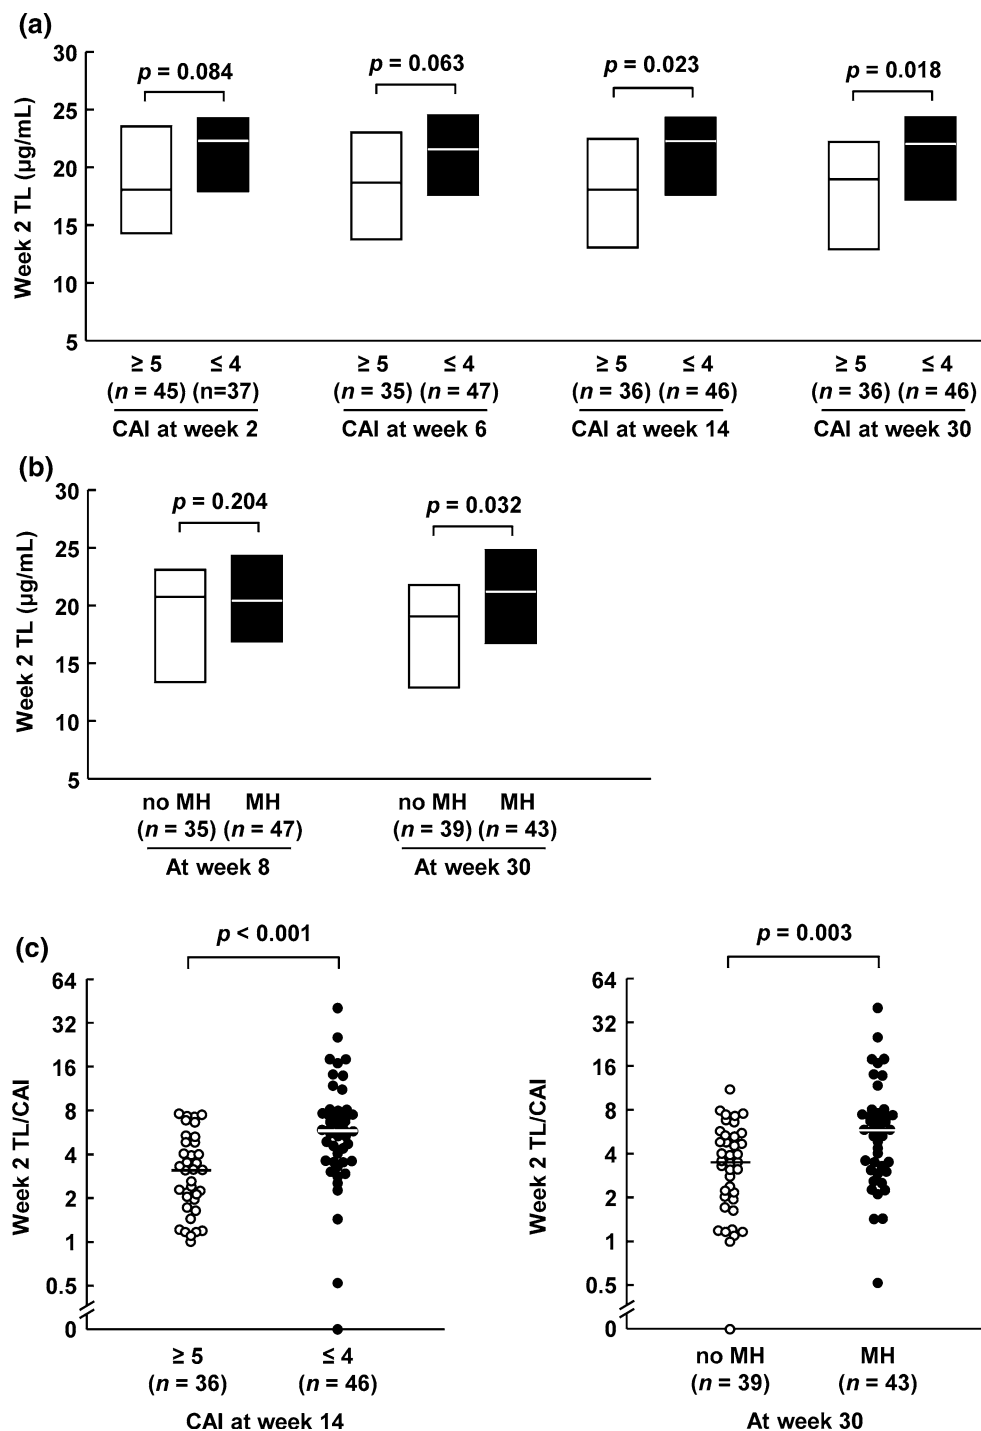 (a)
30
25
20
15
10
5
Week 2 TL (µg/mL)
p = 0.084
p = 0.063
p = 0.023
p = 0.018
≥ 5 ≤ 4 ≥ 5 ≤ 4 ≥ 5 ≤ 4 ≥ 5 ≤ 4
(n = 45) (n=37) (n = 35) (n = 47) (n = 36) (n = 46) (n = 36) (n = 46)
CAI at week 2 CAI at week 6 CAI at week 14 CAI at week 30
(b)
30
25
20
15
10
5
Week 2 TL (µg/mL)
p = 0.204
p = 0.032
no MH MH no MH MH
(n = 35) (n = 47) (n = 39) (n = 43)
At week 8 At week 30
(c)
p < 0.001
64
32
16
8
4
2
1
0.5
0
Week 2 TL/CAI
≥ 5 ≤ 4
(n = 36) (n = 46)
CAI at week 14
p = 0.003
64
32
16
8
4
2
1
0.5
0
Week 2 TL/CAI
no MH MH
(n = 39) (n = 43)
At week 30